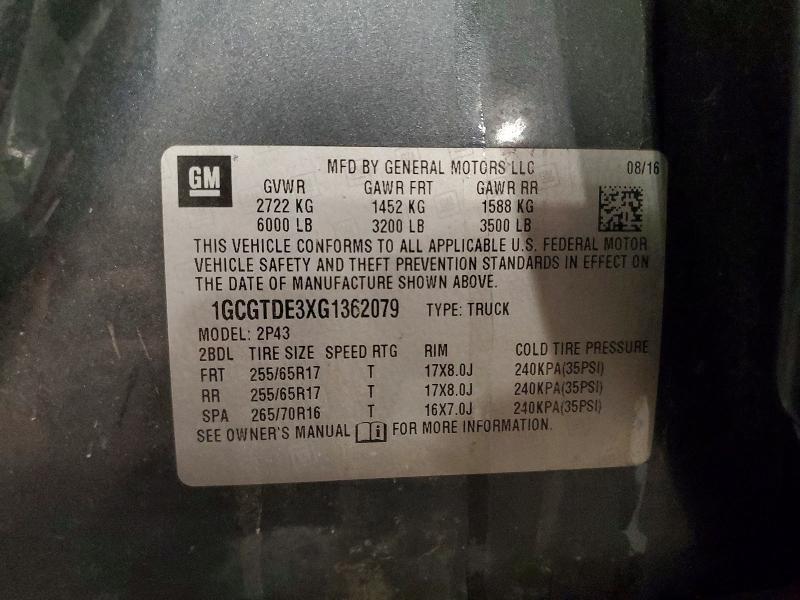 GM
MFD BY GENERAL MOTORS LLC 08/16
GVWR GAWR FRT GAWR RR
2722 KG 1452 KG 1588 KG
6000 LB 3200 LB 3500 LB
THIS VEHICLE CONFORMS TO ALL APPLICABLE U.S. FEDERAL MOTOR
VEHICLE SAFETY AND THEFT PREVENTION STANDARDS IN EFFECT ON
THE DATE OF MANUFACTURE SHOWN ABOVE.
1GCGTDE3XG1362079 TYPE: TRUCK
MODEL: 2P43
2BDL TIRE SIZE SPEED RTG RIM COLD TIRE PRESSURE
FRT 255/65R17 T 17X8.0J 240KPA(35PSI)
RR 255/65R17 T 17X8.0J 240KPA(35PSI)
SPA 265/70R16 T 16X7.0J 240KPA(35PSI)
SEE OWNER'S MANUAL FOR MORE INFORMATION.